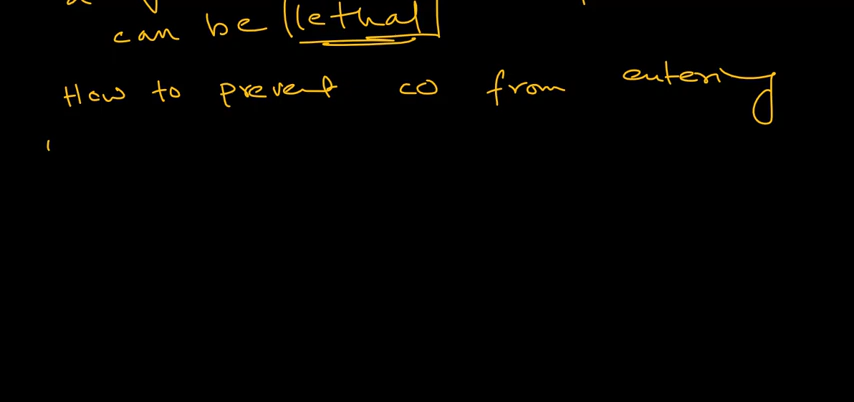 can be lethal
How to prevent co from entering